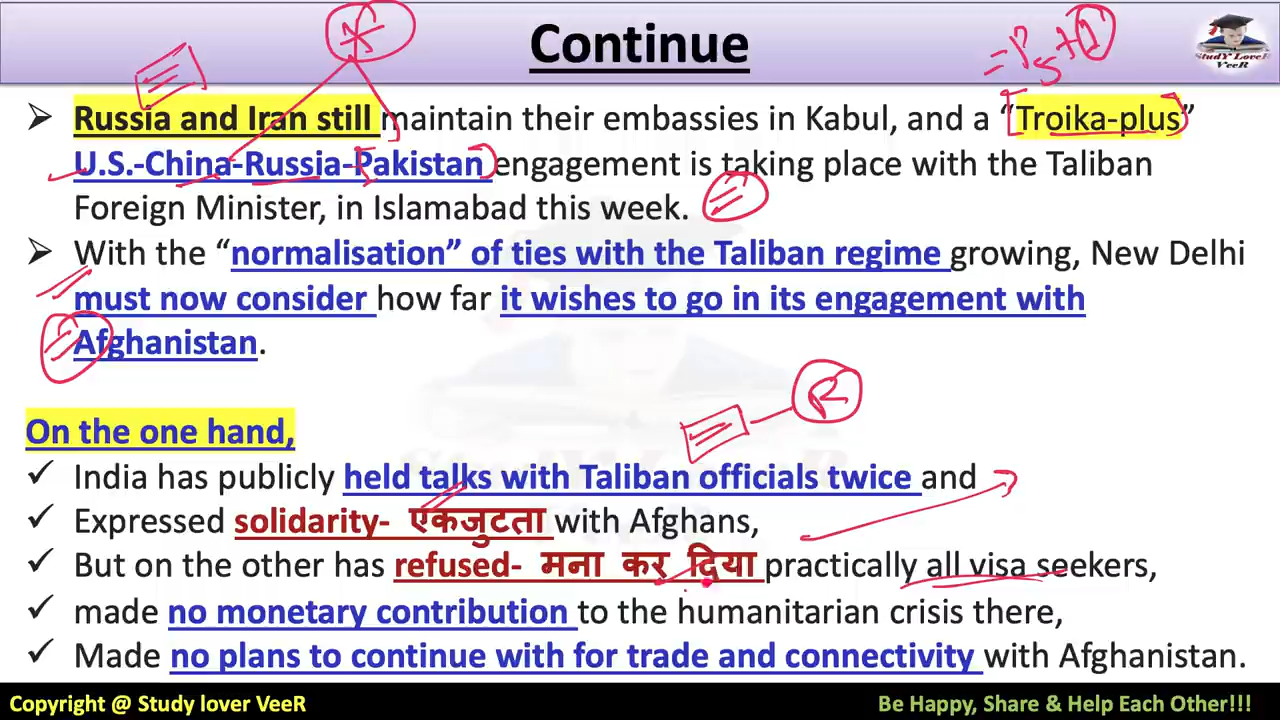 Continue
StudY LoveR
VeeR
➢ Russia and Iran still maintain their embassies in Kabul, and a “Troika-plus”
U.S.-China-Russia-Pakistan engagement is taking place with the Taliban
Foreign Minister, in Islamabad this week.
➢ With the “normalisation” of ties with the Taliban regime growing, New Delhi
must now consider how far it wishes to go in its engagement with
Afghanistan.
On the one hand,
✓ India has publicly held talks with Taliban officials twice and
✓ Expressed solidarity- एकजुटता with Afghans,
✓ But on the other has refused- मना कर दिया practically all visa seekers,
✓ made no monetary contribution to the humanitarian crisis there,
✓ Made no plans to continue with for trade and connectivity with Afghanistan.
Copyright @ Study lover VeeR
Be Happy, Share & Help Each Other!!!